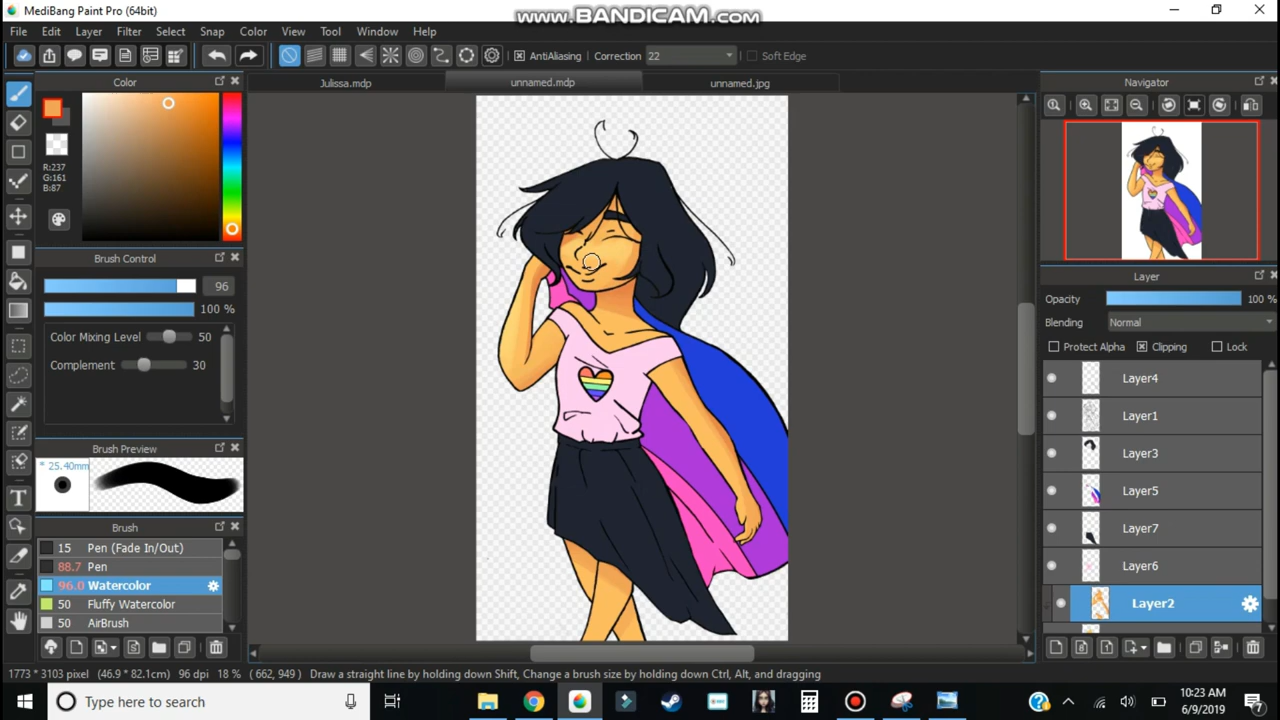 MediBang Paint Pro (64bit)
www.BANDICAM.com
File Edit Layer Filter Select Snap Color View Tool Window Help
AntiAliasing Correction 22 Soft Edge
Color
Julissa.mdp unnamed.mdp unnamed.jpg
Navigator
R:237
G:161
B:87
Brush Control
96
100 %
Color Mixing Level 50
Complement 30
Brush Preview
* 25.40mm
Brush
15 Pen (Fade In/Out)
88.7 Pen
96.0 Watercolor
50 Fluffy Watercolor
50 AirBrush
Layer
Opacity 100 %
Blending Normal
Protect Alpha Clipping Lock
Layer4
Layer1
Layer3
Layer5
Layer7
Layer6
Layer2
1773 * 3103 pixel (46.9 * 82.1cm) 96 dpi 18 % ( 662, 949) Draw a straight line by holding down Shift, Change a brush size by holding down Ctrl, Alt, and dragging
Type here to search
10:23 AM
6/9/2019
7